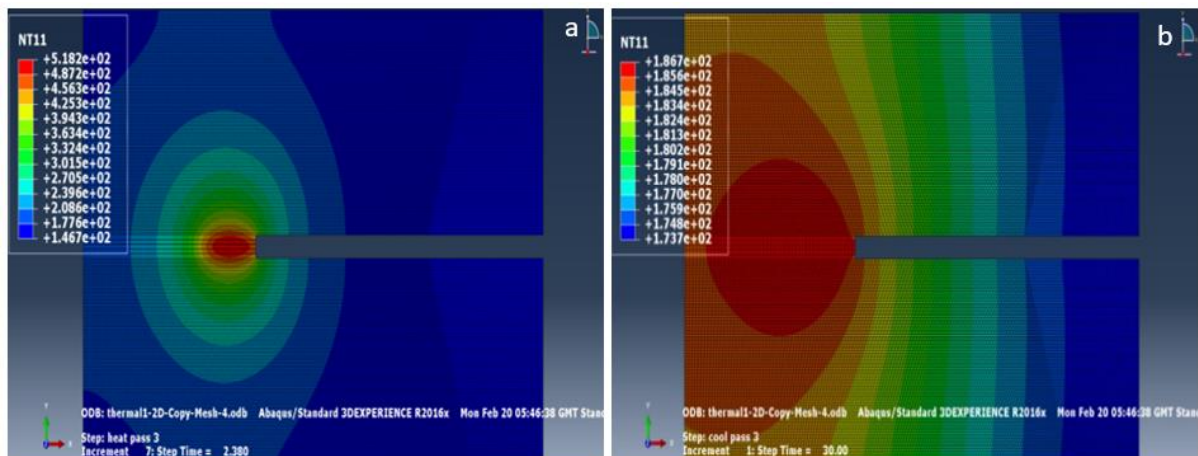 a
NT11
+5.182e+02
+4.872e+02
+4.563e+02
+4.253e+02
+3.943e+02
+3.634e+02
+3.324e+02
+3.015e+02
+2.705e+02
+2.396e+02
+2.086e+02
+1.776e+02
+1.467e+02
ODB: thermal1-2D-Copy-Mesh-4.odb Abaqus/Standard 3DEXPERIENCE R2016x Mon Feb 20 05:46:38 GMT Stan
Step: heat pass 3
Increment 7: Step Time = 2.380
b
NT11
+1.867e+02
+1.856e+02
+1.845e+02
+1.834e+02
+1.824e+02
+1.813e+02
+1.802e+02
+1.791e+02
+1.780e+02
+1.770e+02
+1.759e+02
+1.748e+02
+1.737e+02
ODB: thermal1-2D-Copy-Mesh-4.odb Abaqus/Standard 3DEXPERIENCE R2016x Mon Feb 20 05:46:38 GMT Stand
Step: cool pass 3
Increment 1: Step Time = 30.00